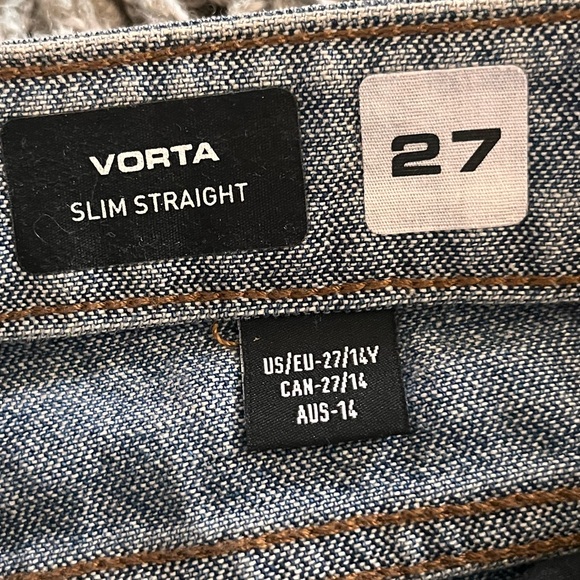 VORTA
SLIM STRAIGHT
27
US/EU-27/14Y
CAN-27/14
AUS-14